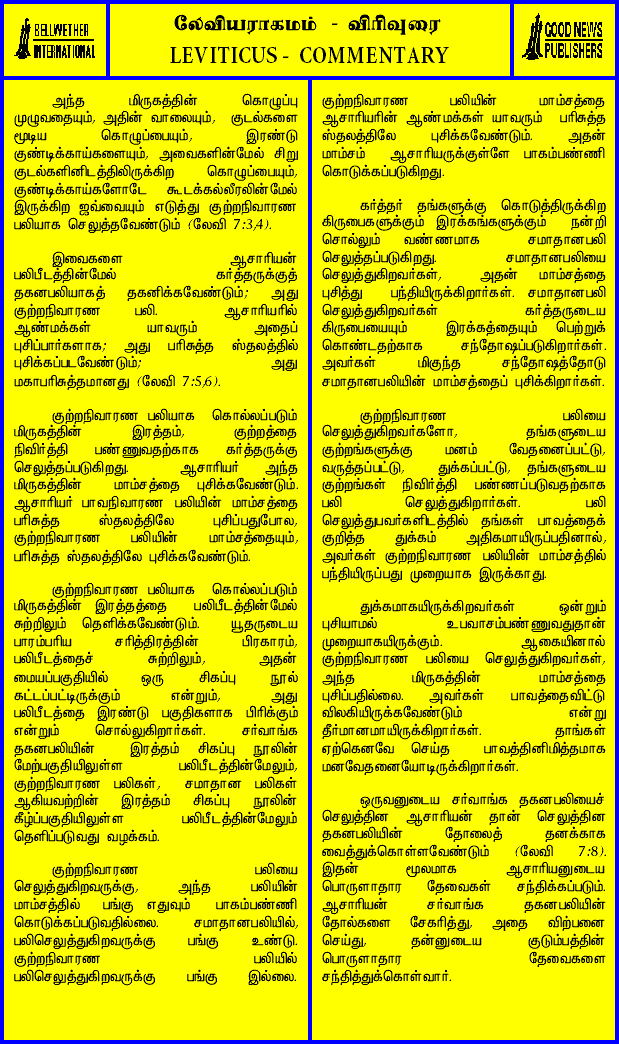 BELLWETHER
INTERNATIONAL
லேவியராகமம் - விரிவுரை
LEVITICUS - COMMENTARY
GOOD NEWS
PUBLISHERS
அந்த மிருகத்தின் கொழுப்பு
முழுவதையும், அதின் வாலையும், குடல்களை
மூடிய கொழுப்பையும், இரண்டு
குண்டிக்காய்களையும், அவைகளின்மேல் சிறு
குடல்களினிடத்திலிருக்கிற கொழுப்பையும்,
குண்டிக்காய்களோடே கூடக்கல்லீரலின்மேல்
இருக்கிற ஜவ்வையும் எடுத்து குற்றநிவாரண
பலியாக செலுத்தவேண்டும் (லேவி 7:3,4).
இவைகளை ஆசாரியன்
பலிபீடத்தின்மேல் கர்த்தருக்குத்
தகனபலியாகத் தகனிக்கவேண்டும்; அது
குற்றநிவாரண பலி. ஆசாரியரில்
ஆண்மக்கள் யாவரும் அதைப்
புசிப்பார்களாக; அது பரிசுத்த ஸ்தலத்தில்
புசிக்கப்படவேண்டும்; அது
மகாபரிசுத்தமானது (லேவி 7:5,6).
குற்றநிவாரண பலியாக கொல்லப்படும்
மிருகத்தின் இரத்தம், குற்றத்தை
நிவிர்த்தி பண்ணுவதற்காக கர்த்தருக்கு
செலுத்தப்படுகிறது. ஆசாரியர் அந்த
மிருகத்தின் மாம்சத்தை புசிக்கவேண்டும்.
ஆசாரியர் பாவநிவாரண பலியின் மாம்சத்தை
பரிசுத்த ஸ்தலத்திலே புசிப்பதுபோல,
குற்றநிவாரண பலியின் மாம்சத்தையும்,
பரிசுத்த ஸ்தலத்திலே புசிக்கவேண்டும்.
குற்றநிவாரண பலியாக கொல்லப்படும்
மிருகத்தின் இரத்தத்தை பலிபீடத்தின்மேல்
சுற்றிலும் தெளிக்கவேண்டும். யூதருடைய
பாரம்பரிய சரித்திரத்தின் பிரகாரம்,
பலிபீடத்தைச் சுற்றிலும், அதன்
மையப்பகுதியில் ஒரு சிகப்பு நூல்
கட்டப்பட்டிருக்கும் என்றும், அது
பலிபீடத்தை இரண்டு பகுதிகளாக பிரிக்கும்
என்றும் சொல்லுகிறார்கள். சர்வாங்க
தகனபலியின் இரத்தம் சிகப்பு நூலின்
மேற்பகுதியிலுள்ள பலிபீடத்தின்மேலும்,
குற்றநிவாரண பலிகள், சமாதான பலிகள்
ஆகியவற்றின் இரத்தம் சிகப்பு நூலின்
கீழ்ப்பகுதியிலுள்ள பலிபீடத்தின்மேலும்
தெளிப்படுவது வழக்கம்.
குற்றநிவாரண பலியை
செலுத்துகிறவருக்கு, அந்த பலியின்
மாம்சத்தில் பங்கு எதுவும் பாகம்பண்ணி
கொடுக்கப்படுவதில்லை. சமாதானபலியில்,
பலிசெலுத்துகிறவருக்கு பங்கு உண்டு.
குற்றநிவாரண பலியில்
பலிசெலுத்துகிறவருக்கு பங்கு இல்லை.
குற்றநிவாரண பலியின் மாம்சத்தை
ஆசாரியரின் ஆண்மக்கள் யாவரும் பரிசுத்த
ஸ்தலத்திலே புசிக்கவேண்டும். அதன்
மாம்சம் ஆசாரியருக்குள்ளே பாகம்பண்ணி
கொடுக்கப்படுகிறது.
கர்த்தர் தங்களுக்கு கொடுத்திருக்கிற
கிருபைகளுக்கும் இரக்கங்களுக்கும் நன்றி
சொல்லும் வண்ணமாக சமாதானபலி
செலுத்தப்படுகிறது. சமாதானபலியை
செலுத்துகிறவர்கள், அதன் மாம்சத்தை
புசித்து பந்தியிருக்கிறார்கள். சமாதானபலி
செலுத்துகிறவர்கள் கர்த்தருடைய
கிருபையையும் இரக்கத்தையும் பெற்றுக்
கொண்டதற்காக சந்தோஷப்படுகிறார்கள்.
அவர்கள் மிகுந்த சந்தோஷத்தோடு
சமாதானபலியின் மாம்சத்தைப் புசிக்கிறார்கள்.
குற்றநிவாரண பலியை
செலுத்துகிறவர்களோ, தங்களுடைய
குற்றங்களுக்கு மனம் வேதனைப்பட்டு,
வருத்தப்பட்டு, துக்கப்பட்டு, தங்களுடைய
குற்றங்கள் நிவிர்த்தி பண்ணப்படுவதற்காக
பலி செலுத்துகிறார்கள். பலி
செலுத்துபவர்களிடத்தில் தங்கள் பாவத்தைக்
குறித்த துக்கம் அதிகமாயிருப்பதினால்,
அவர்கள் குற்றநிவாரண பலியின் மாம்சத்தில்
பந்தியிருப்பது முறையாக இருக்காது.
துக்கமாகயிருக்கிறவர்கள் ஒன்றும்
புசியாமல் உபவாசம்பண்ணுவதுதான்
முறையாகயிருக்கும். ஆகையினால்
குற்றநிவாரண பலியை செலுத்துகிறவர்கள்,
அந்த மிருகத்தின் மாம்சத்தை
புசிப்பதில்லை. அவர்கள் பாவத்தைவிட்டு
விலகியிருக்கவேண்டும் என்று
தீர்மானமாயிருக்கிறார்கள். தாங்கள்
ஏற்கெனவே செய்த பாவத்தினிமித்தமாக
மனவேதனையோடிருக்கிறார்கள்.
ஒருவனுடைய சர்வாங்க தகனபலியைச்
செலுத்தின ஆசாரியன் தான் செலுத்தின
தகனபலியின் தோலைத் தனக்காக
வைத்துக்கொள்ளவேண்டும் (லேவி 7:8).
இதன் மூலமாக ஆசாரியனுடைய
பொருளாதார தேவைகள் சந்திக்கப்படும்.
ஆசாரியன் சர்வாங்க தகனபலியின்
தோல்களை சேகரித்து, அதை விற்பனை
செய்து, தன்னுடைய குடும்பத்தின்
பொருளாதார தேவைகளை
சந்தித்துக்கொள்வார்.